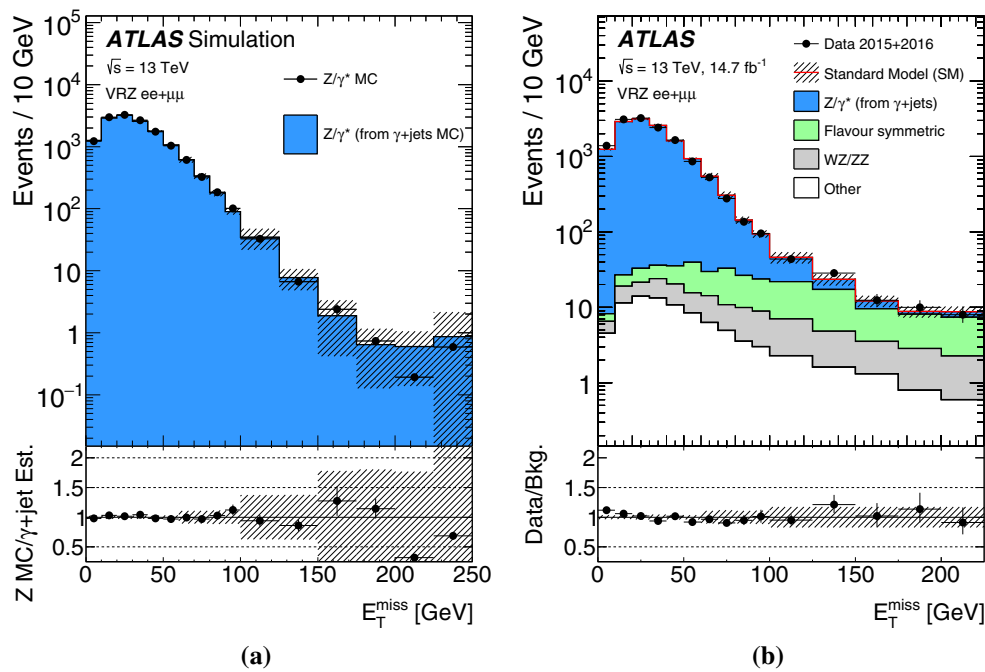 ATLAS Simulation
√s = 13 TeV
VRZ ee+μμ
Z/γ* MC
Z/γ* (from γ+jets MC)
Events / 10 GeV
10⁵
10⁴
10³
10²
10
1
10⁻¹
Z MC/γ+jet Est.
2
1.5
1
0.5
0 50 100 150 200 250
E_T^miss [GeV]
(a)
ATLAS
√s = 13 TeV, 14.7 fb⁻¹
VRZ ee+μμ
Data 2015+2016
Standard Model (SM)
Z/γ* (from γ+jets)
Flavour symmetric
WZ/ZZ
Other
Events / 10 GeV
10⁴
10³
10²
10
1
Data/Bkg.
2
1.5
1
0.5
0 50 100 150 200
E_T^miss [GeV]
(b)